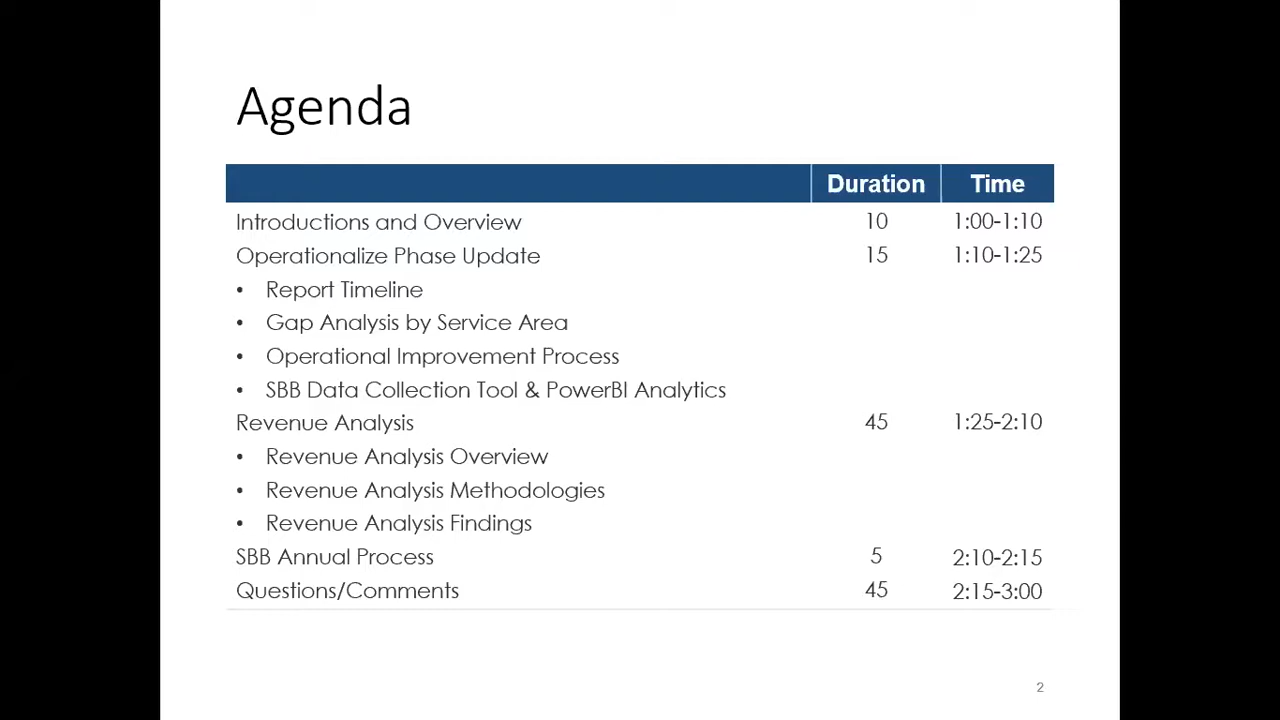 Agenda
Duration Time
Introductions and Overview 10 1:00-1:10
Operationalize Phase Update 15 1:10-1:25
• Report Timeline
• Gap Analysis by Service Area
• Operational Improvement Process
• SBB Data Collection Tool & PowerBI Analytics
Revenue Analysis 45 1:25-2:10
• Revenue Analysis Overview
• Revenue Analysis Methodologies
• Revenue Analysis Findings
SBB Annual Process 5 2:10-2:15
Questions/Comments 45 2:15-3:00
2